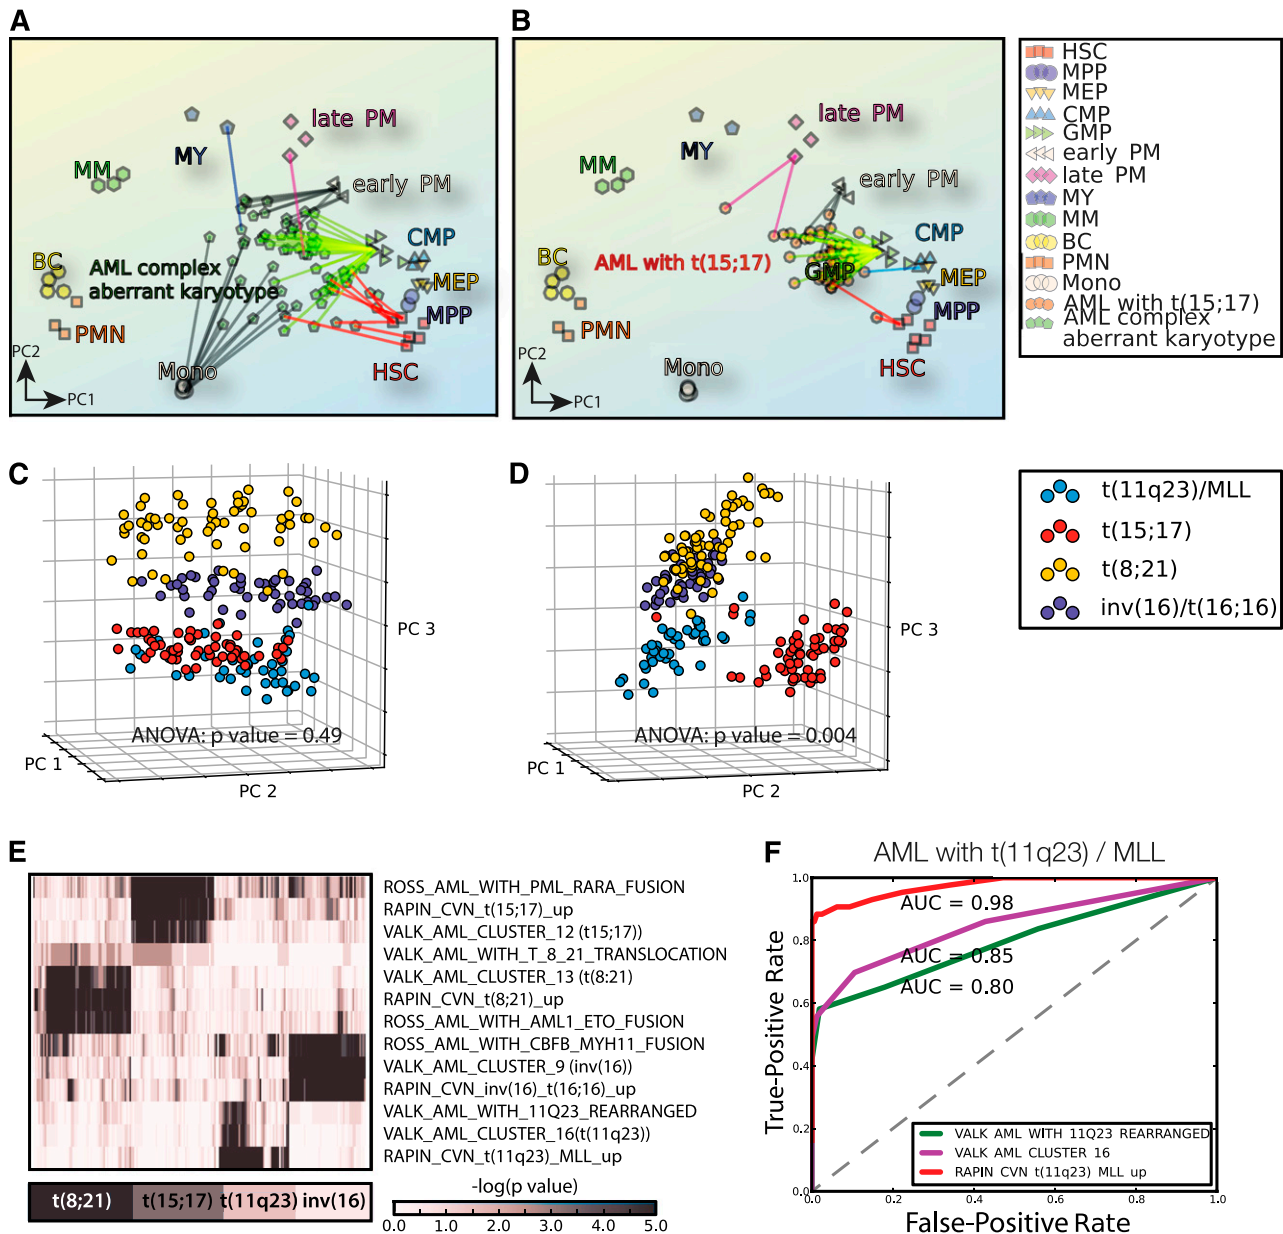 A
B
late PM
MY
MM
early PM
CMP
BC
AML complex
aberrant karyotype
MEP
MPP
PMN
PC2
Mono
HSC
PC1
late PM
MY
MM
early PM
CMP
BC
AML with t(15;17)
GMP
MEP
MPP
PMN
PC2
Mono
HSC
PC1
HSC
MPP
MEP
CMP
GMP
early PM
late PM
MY
MM
BC
PMN
Mono
AML with t(15;17)
AML complex
aberrant karyotype
C
PC 3
ANOVA: p value = 0.49
PC 1
PC 2
D
PC 3
ANOVA: p value = 0.004
PC 1
PC 2
t(11q23)/MLL
t(15;17)
t(8;21)
inv(16)/t(16;16)
E
ROSS_AML_WITH_PML_RARA_FUSION
RAPIN_CVN_t(15;17)_up
VALK_AML_CLUSTER_12 (t15;17))
VALK_AML_WITH_T_8_21_TRANSLOCATION
VALK_AML_CLUSTER_13 (t(8:21)
RAPIN_CVN_t(8;21)_up
ROSS_AML_WITH_AML1_ETO_FUSION
ROSS_AML_WITH_CBFB_MYH11_FUSION
VALK_AML_CLUSTER_9 (inv(16))
RAPIN_CVN_inv(16)_t(16;16)_up
VALK_AML_WITH_11Q23_REARRANGED
VALK_AML_CLUSTER_16(t(11q23))
RAPIN_CVN_t(11q23)_MLL_up
t(8;21) t(15;17) t(11q23) inv(16)
-log(p value)
0.0 1.0 2.0 3.0 4.0 5.0
F
AML with t(11q23) / MLL
1.0
AUC = 0.98
0.8
AUC = 0.85
AUC = 0.80
0.6
True-Positive Rate
0.4
0.2
VALK AML WITH 11Q23 REARRANGED
VALK AML CLUSTER 16
RAPIN CVN t(11q23) MLL up
0.0
0.0 0.2 0.4 0.6 0.8 1.0
False-Positive Rate